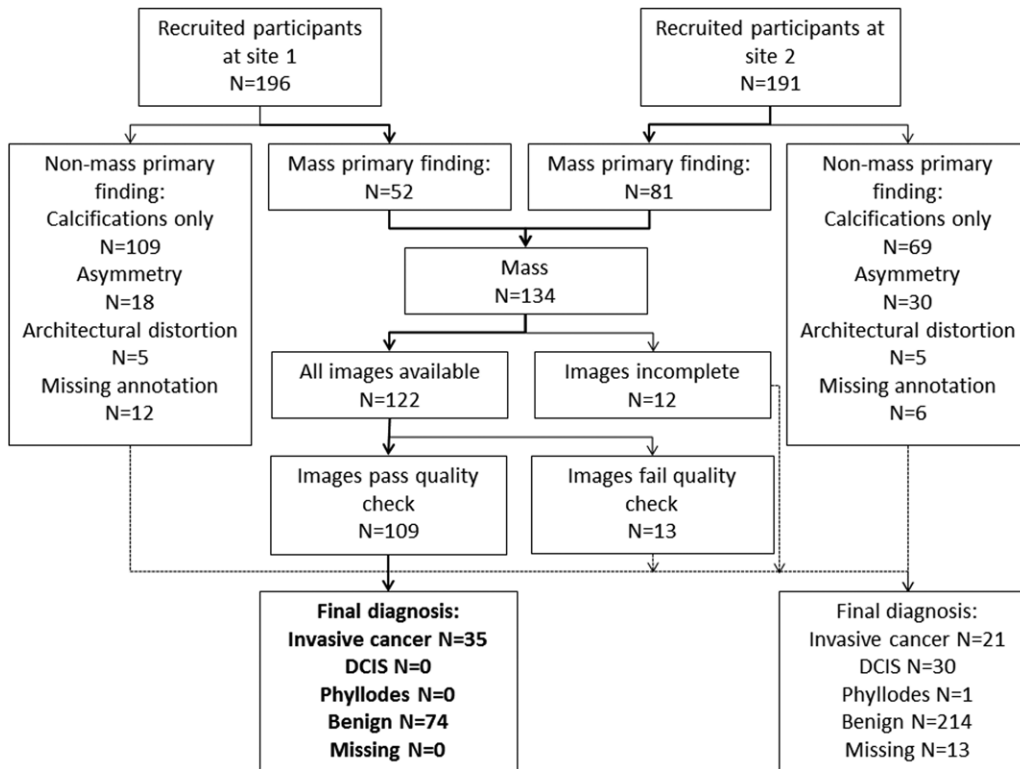 Recruited participants
at site 1
N=196
Recruited participants at
site 2
N=191
Non-mass primary
finding:
Calcifications only
N=109
Asymmetry
N=18
Architectural distortion
N=5
Missing annotation
N=12
Mass primary finding:
N=52
Mass primary finding:
N=81
Non-mass primary
finding:
Calcifications only
N=69
Asymmetry
N=30
Architectural distortion
N=5
Missing annotation
N=6
Mass
N=134
All images available
N=122
Images incomplete
N=12
Images pass quality
check
N=109
Images fail quality
check
N=13
Final diagnosis:
Invasive cancer N=35
DCIS N=0
Phyllodes N=0
Benign N=74
Missing N=0
Final diagnosis:
Invasive cancer N=21
DCIS N=30
Phyllodes N=1
Benign N=214
Missing N=13